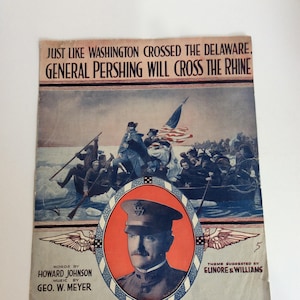 JUST LIKE WASHINGTON CROSSED THE DELAWARE,
GENERAL PERSHING WILL CROSS THE RHINE
WORDS BY
HOWARD JOHNSON
MUSIC BY
GEO. W. MEYER
THEME SUGGESTED BY
ELINORE & WILLIAMS
5